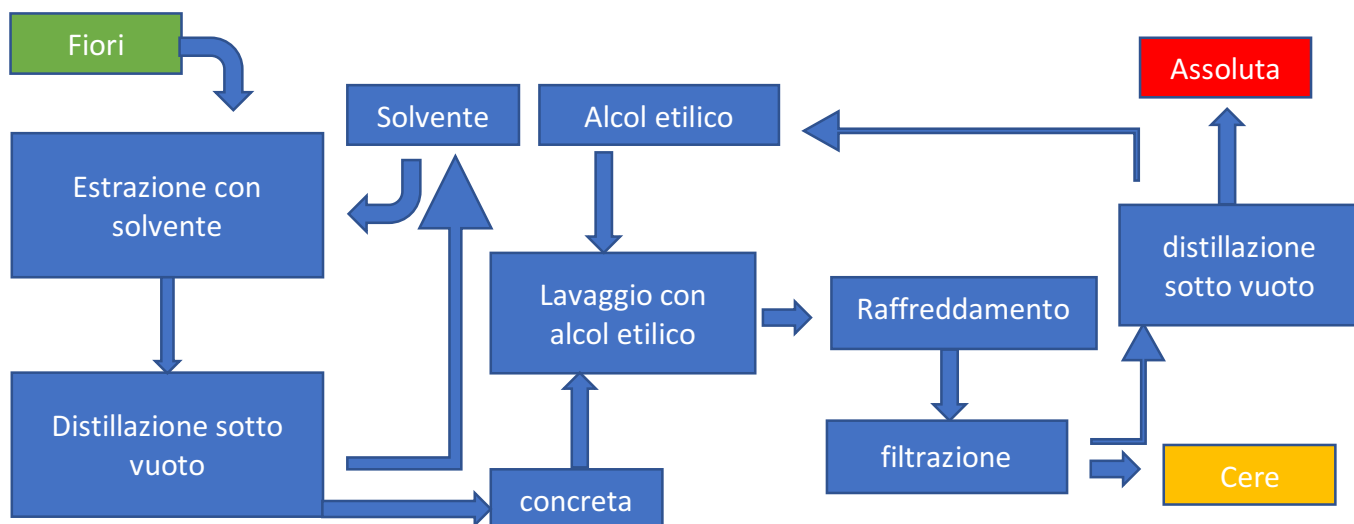 Fiori
Solvente
Alcol etilico
Assoluta
Estrazione con
solvente
Lavaggio con
alcol etilico
Raffreddamento
distillazione
sotto vuoto
Distillazione sotto
vuoto
concreta
filtrazione
Cere